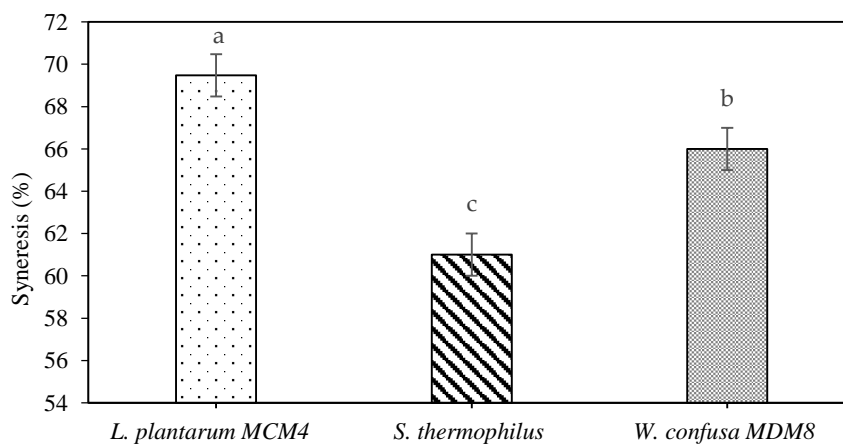 72
70
68
66
64
62
60
58
56
54
Syneresis (%)
a
c
b
L. plantarum MCM4
S. thermophilus
W. confusa MDM8